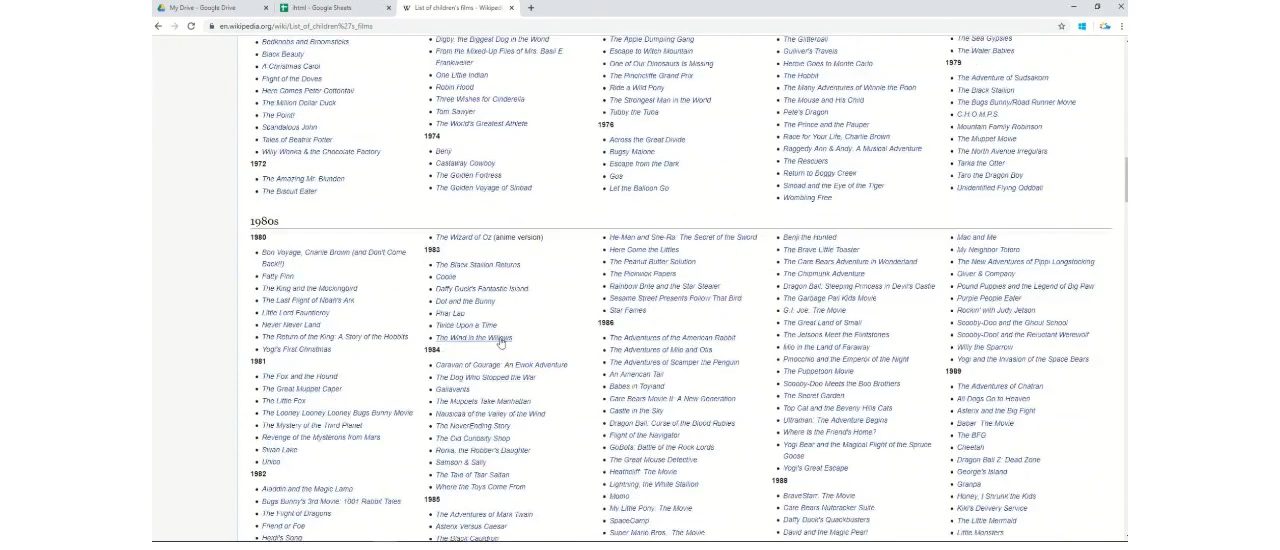 My Drive - Google Drive
ihtml - Google Sheets
List of children's films - Wikiped
en.wikipedia.org/wiki/List_of_children%27s_films
Bedknobs and Broomsticks
Black Beauty
A Christmas Carol
Flight of the Doves
Here Comes Peter Cottontail
The Million Dollar Duck
The Point!
Scandalous John
Tales of Beatrix Potter
Willy Wonka & the Chocolate Factory
1972
The Amazing Mr. Blunden
The Biscuit Eater
Digby, the Biggest Dog in the World
From the Mixed-Up Files of Mrs. Basil E.
Frankweiler
One Little Indian
Robin Hood
Three Wishes for Cinderella
Tom Sawyer
The World's Greatest Athlete
1974
Benji
Castaway Cowboy
The Golden Fortress
The Golden Voyage of Sinbad
The Apple Dumpling Gang
Escape to Witch Mountain
One of Our Dinosaurs Is Missing
The Pinchcliffe Grand Prix
Ride a Wild Pony
The Strongest Man in the World
Tubby the Tuba
1976
Across the Great Divide
Bugsy Malone
Escape from the Dark
Gus
Let the Balloon Go
The Glitterball
Gulliver's Travels
Herbie Goes to Monte Carlo
The Hobbit
The Many Adventures of Winnie the Pooh
The Mouse and His Child
Pete's Dragon
The Prince and the Pauper
Race for Your Life, Charlie Brown
Raggedy Ann & Andy: A Musical Adventure
The Rescuers
Return to Boggy Creek
Sinbad and the Eye of the Tiger
Wombling Free
The Sea Gypsies
The Water Babies
1979
The Adventure of Sudsakorn
The Black Stallion
The Bugs Bunny/Road Runner Movie
C.H.O.M.P.S.
Mountain Family Robinson
The Muppet Movie
The North Avenue Irregulars
Tarka the Otter
Taro the Dragon Boy
Unidentified Flying Oddball
1980s
1980
Bon Voyage, Charlie Brown (and Don't Come
Back!!)
Fatty Finn
The King and the Mockingbird
The Last Flight of Noah's Ark
Little Lord Fauntleroy
Never Never Land
The Return of the King: A Story of the Hobbits
Yogi's First Christmas
1981
The Fox and the Hound
The Great Muppet Caper
The Little Fox
The Looney Looney Looney Bugs Bunny Movie
The Mystery of the Third Planet
Revenge of the Mysterons from Mars
Swan Lake
Unico
1982
Aladdin and the Magic Lamp
Bugs Bunny's 3rd Movie: 1001 Rabbit Tales
The Flight of Dragons
Friend or Foe
Heidi's Song
The Wizard of Oz (anime version)
1983
The Black Stallion Returns
Cookie
Daffy Duck's Fantastic Island
Dot and the Bunny
Phar Lap
Twice Upon a Time
The Wind in the Willows
1984
Caravan of Courage: An Ewok Adventure
The Dog Who Stopped the War
Gallavants
The Muppets Take Manhattan
Nausicaä of the Valley of the Wind
The NeverEnding Story
The Old Curiosity Shop
Ronia, the Robber's Daughter
Samson & Sally
The Tale of Tsar Saltan
Where the Toys Come From
1985
The Adventures of Mark Twain
Asterix Versus Caesar
The Black Cauldron
He-Man and She-Ra: The Secret of the Sword
Here Come the Littles
The Peanut Butter Solution
The Pickwick Papers
Rainbow Brite and the Star Stealer
Sesame Street Presents Follow That Bird
Star Fairies
1986
The Adventures of the American Rabbit
The Adventures of Milo and Otis
The Adventures of Scamper the Penguin
An American Tail
Babes in Toyland
Care Bears Movie II: A New Generation
Castle in the Sky
Dragon Ball: Curse of the Blood Rubies
Flight of the Navigator
GoBots: Battle of the Rock Lords
The Great Mouse Detective
Heathcliff: The Movie
Lightning, the White Stallion
Momo
My Little Pony: The Movie
SpaceCamp
Super Mario Bros.: The Movie
Benji the Hunted
The Brave Little Toaster
The Care Bears Adventure in Wonderland
The Chipmunk Adventure
Dragon Ball: Sleeping Princess in Devil's Castle
The Garbage Pail Kids Movie
G.I. Joe: The Movie
The Great Land of Small
The Jetsons Meet the Flintstones
Mio in the Land of Faraway
Pinocchio and the Emperor of the Night
The Puppetoon Movie
Scooby-Doo Meets the Boo Brothers
The Secret Garden
Top Cat and the Beverly Hills Cats
Ultraman: The Adventure Begins
Where Is the Friend's Home?
Yogi Bear and the Magical Flight of the Spruce
Goose
Yogi's Great Escape
1988
BraveStarr: The Movie
Care Bears Nutcracker Suite
Daffy Duck's Quackbusters
David and the Magic Pearl
Mac and Me
My Neighbor Totoro
The New Adventures of Pippi Longstocking
Oliver & Company
Pound Puppies and the Legend of Big Paw
Purple People Eater
Rockin' with Judy Jetson
Scooby-Doo and the Ghoul School
Scooby-Doo and the Reluctant Werewolf
Willy the Sparrow
Yogi and the Invasion of the Space Bears
1989
The Adventures of Chatran
All Dogs Go to Heaven
Asterix and the Big Fight
Babar: The Movie
The BFG
Cheetah
Dragon Ball Z: Dead Zone
George's Island
Granpa
Honey, I Shrunk the Kids
Kiki's Delivery Service
The Little Mermaid
Little Monsters